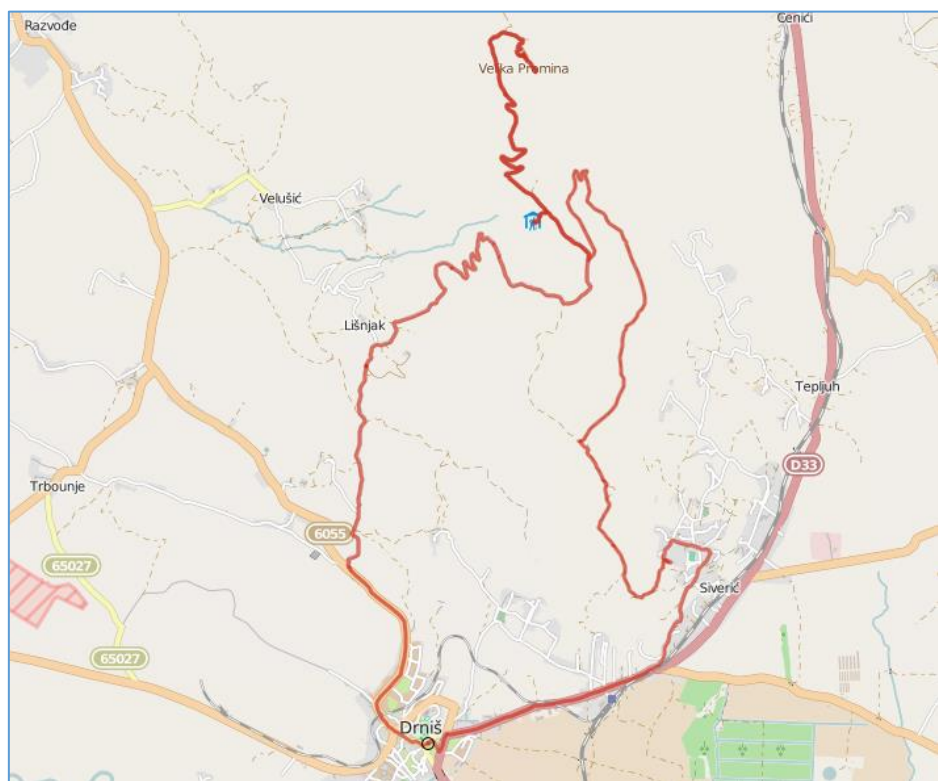 Razvođe
Cenići
Velika Promina
Velušić
Lišnjak
Tepljuh
D33
Trbounje
6055
65027
Siverić
65027
Drniš